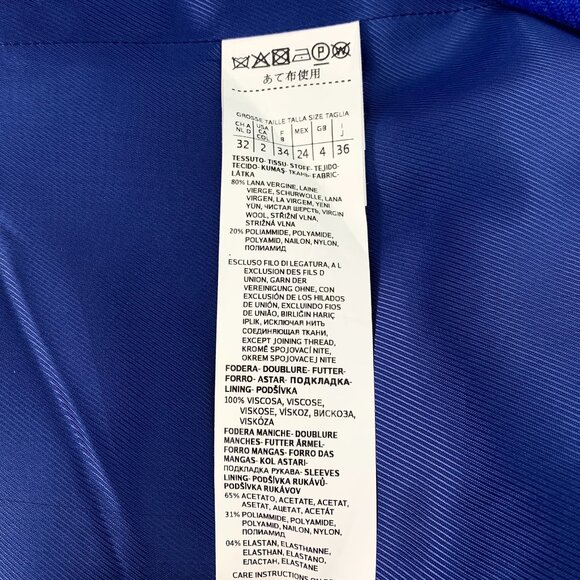 P W
あて布使用
GROSSE TAILLE TALLA SIZE TAGLIA
CH A NL D
USA CA COL
F B
MEX
GB
I J
32 2 34 24 4 36
TESSUTO- TISSU- STOFF- TEJIDO-
TECIDO- KUMAŞ- ТКАНЬ- FABRIC-
LÁTKA
80% LANA VERGINE, LAINE
VIERGE, SCHURWOLLE, LANA
VIRGEN, LA VIRGEM, YENI
YÜN, ЧИСТАЯ ШЕРСТЬ, VIRGIN
WOOL, STŘIŽNÍ VLNA,
STRIŽNÁ VLNA
20% POLIAMMIDE, POLYAMIDE,
POLYAMID, NAILON, NYLON,
ПОЛИАМИД
ESCLUSO FILO DI LEGATURA, A L
EXCLUSION DES FILS D
UNION, GARN DER
VEREINIGUNG OHNE, CON
EXCLUSIÓN DE LOS HILADOS
DE UNIÓN, EXCLUINDO FIOS
DE UNIÃO, BIRLIĞIN HARIÇ
IPLIK, ИСКЛЮЧАЯ НИТЬ
СОЕДИНЯЮЩАЯ ТКАНИ,
EXCEPT JOINING THREAD,
KROMĚ SPOJOVACÍ NITE,
OKREM SPOJOVACEJ NITE
FODERA- DOUBLURE- FUTTER-
FORRO- ASTAR- ПОДКЛАДКА-
LINING- PODŠÍVKA
100% VISCOSA, VISCOSE,
VISKOSE, VÍSKOZ, ВИСКОЗА,
VISKÓZA
FODERA MANICHE- DOUBLURE
MANCHES- FUTTER ÄRMEL-
FORRO MANGAS- FORRO DAS
MANGAS- KOL ASTARI-
ПОДКЛАДКА РУКАВА- SLEEVES
LINING- PODŠÍVKA RUKÁVŮ-
PODŠÍVKA RUKÁVOV
65% ACETATO, ACETATE, ACETAT,
ASETAT, АЦЕТАТ, ACETÁT
31% POLIAMMIDE, POLYAMIDE,
POLYAMID, NAILON, NYLON,
ПОЛИАМИД
04% ELASTAN, ELASTHANNE,
ELASTHAN, ELASTANO,
ЭЛАСТАН, ELASTANE
CARE INSTRUCTIONS ON